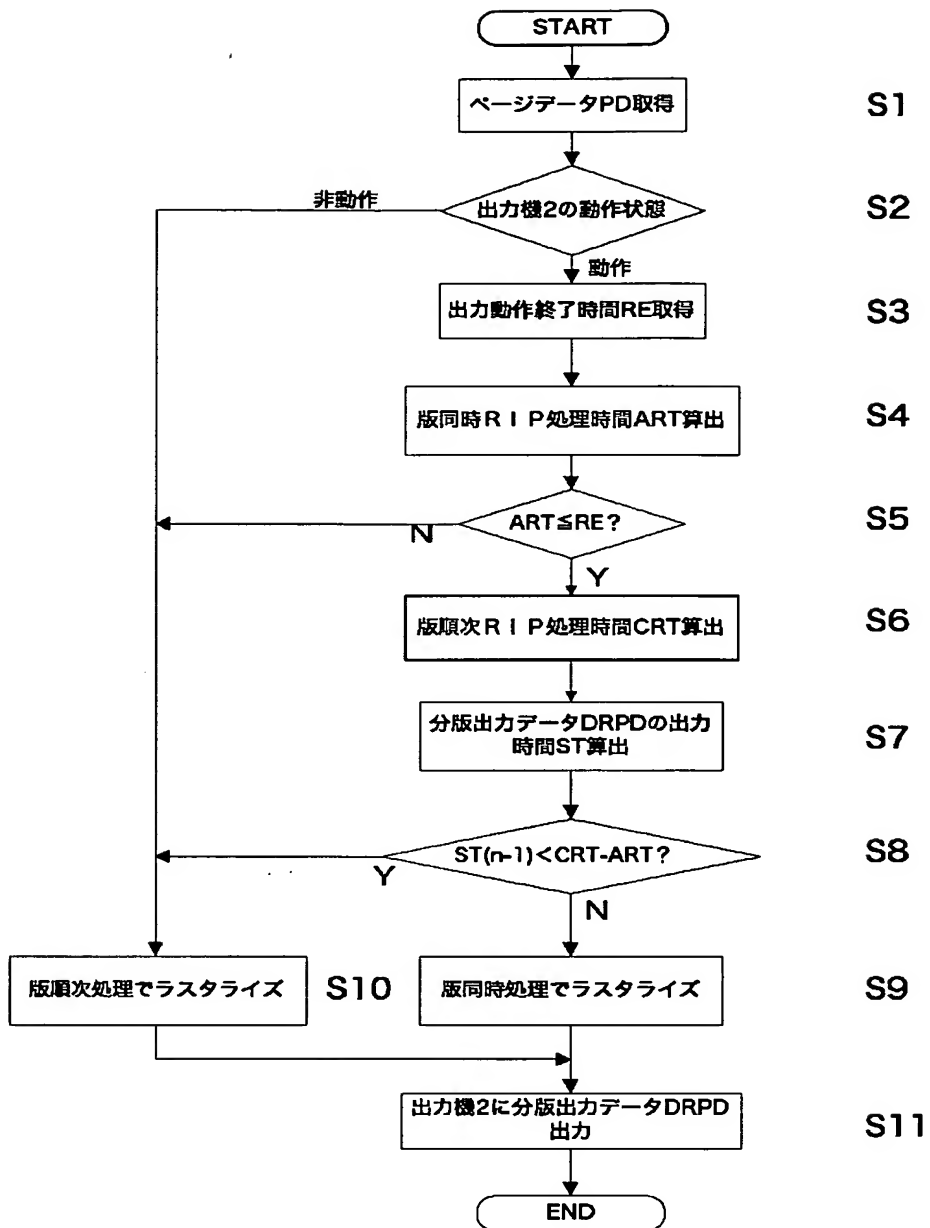 START
ページデータPD取得
S1
非動作
出力機2の動作状態
S2
動作
出力動作終了時間RE取得
S3
版同時RIP処理時間ART算出
S4
ART≦RE?
S5
N
Y
版順次RIP処理時間CRT算出
S6
分版出力データDRPDの出力
時間ST算出
S7
ST(n-1)<CRT-ART?
S8
Y
N
版順次処理でラスタライズ
S10
版同時処理でラスタライズ
S9
出力機2に分版出力データDRPD
出力
S11
END